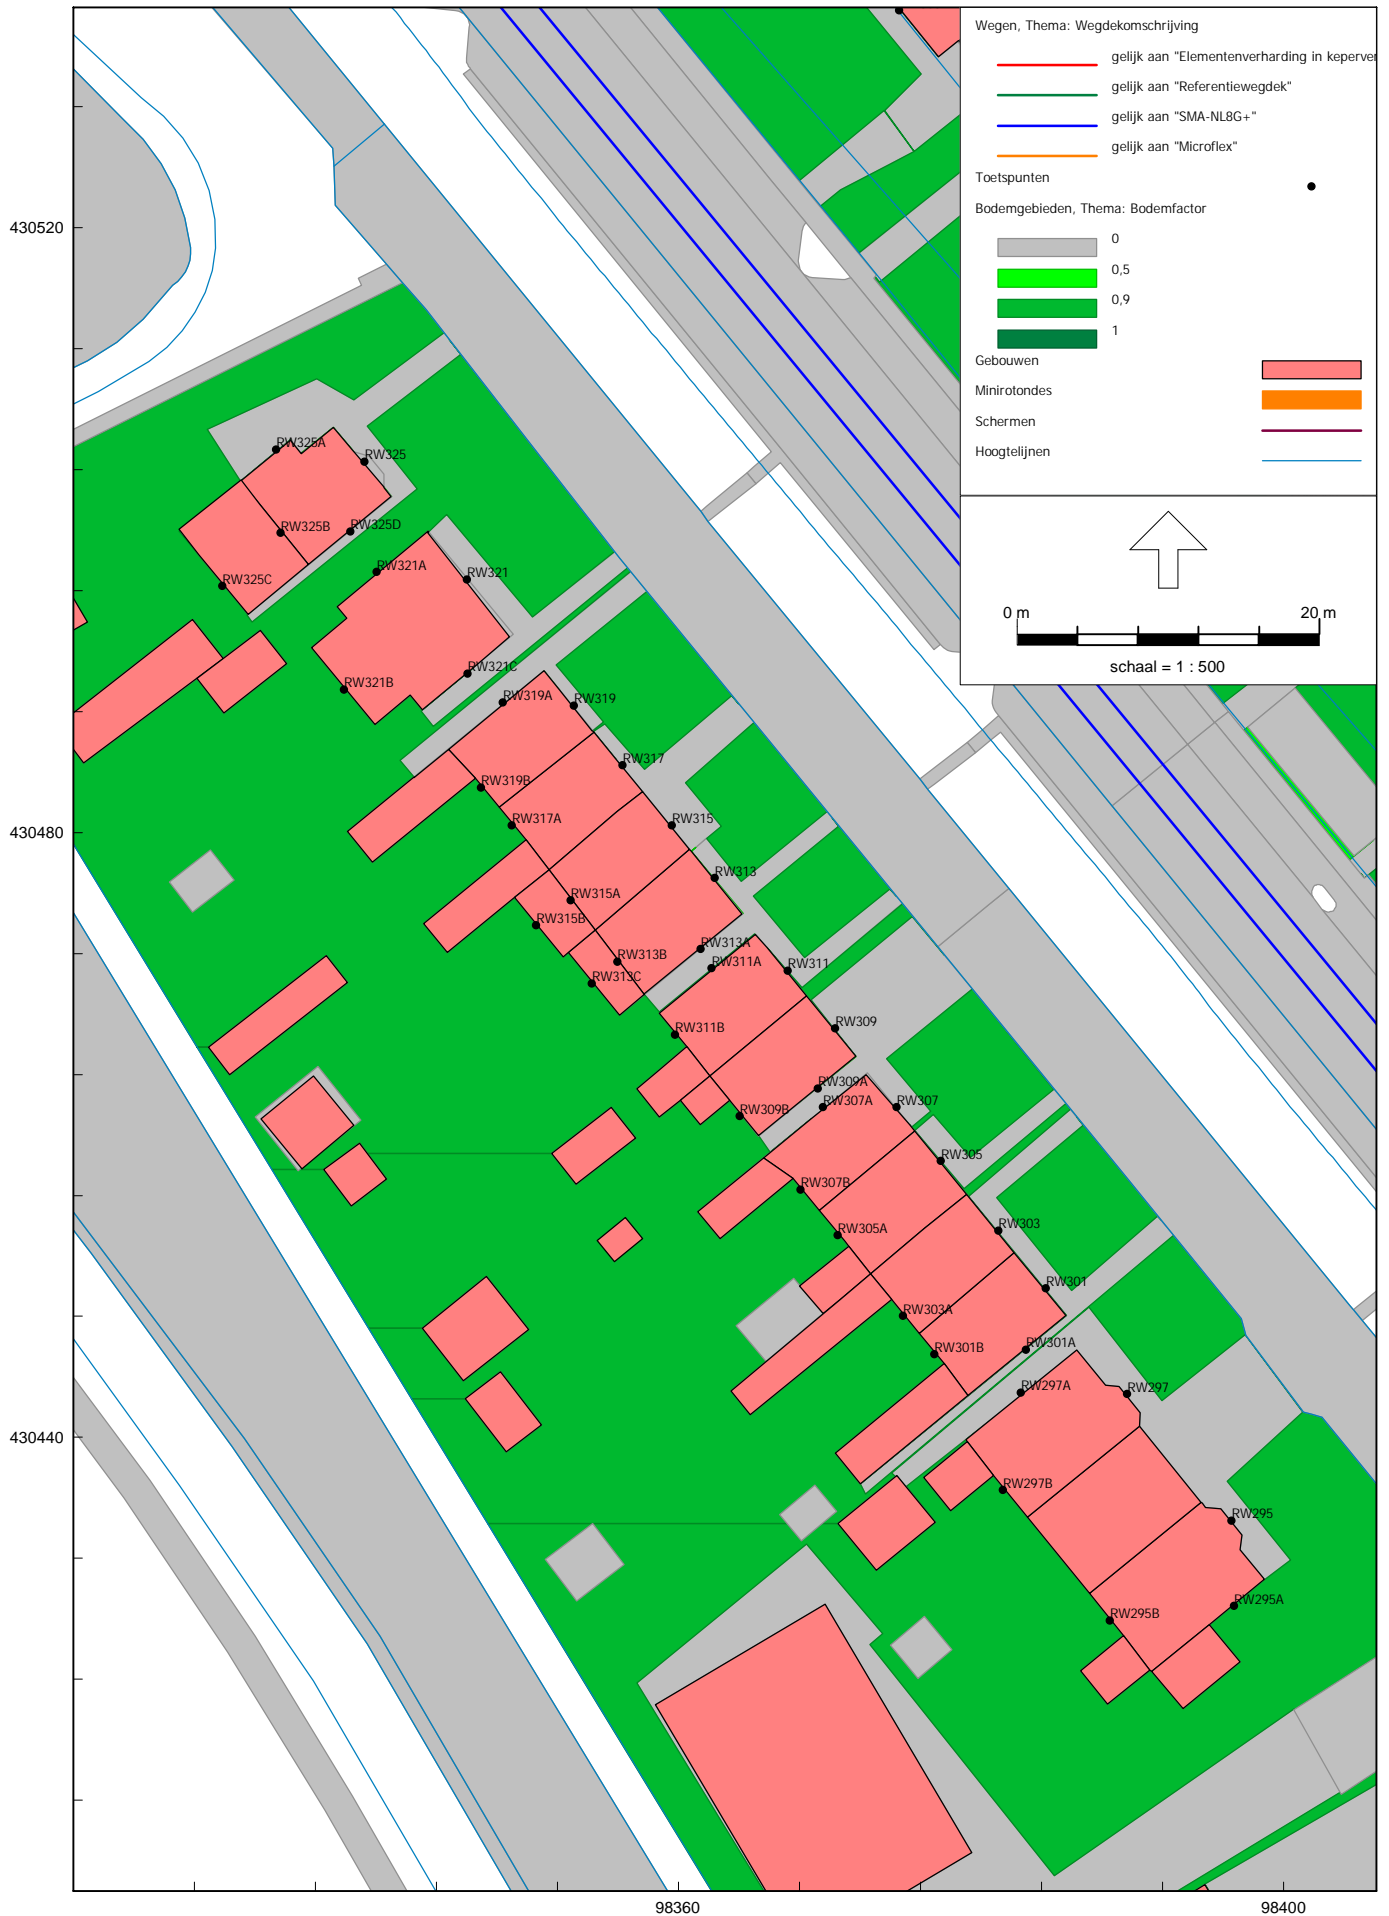 Wegen, Thema: Wegdekomschrijving
gelijk aan "Elementenverharding in keperver
gelijk aan "Referentiewegdek"
gelijk aan "SMA-NL8G+"
gelijk aan "Microflex"
Toetspunten
Bodemgebieden, Thema: Bodemfactor
0
0,5
0,9
1
Gebouwen
Minirotondes
Schermen
Hoogtelijnen
0 m 20 m
schaal = 1 : 500
430520
RW325A
RW325
RW325B
RW325D
RW321A
RW321
RW325C
RW321C
RW321B
RW319A
RW319
RW317
RW319B
RW317A
RW315
430480
RW313
RW315A
RW315B
RW313A
RW313B
RW311A
RW311
RW313C
RW311B
RW309
RW309A
RW307A
RW307
RW309B
RW305
RW307B
RW305A
RW303
RW301
RW303A
RW301A
RW301B
RW297A
RW297
430440
RW297B
RW295
RW295A
RW295B
98360
98400